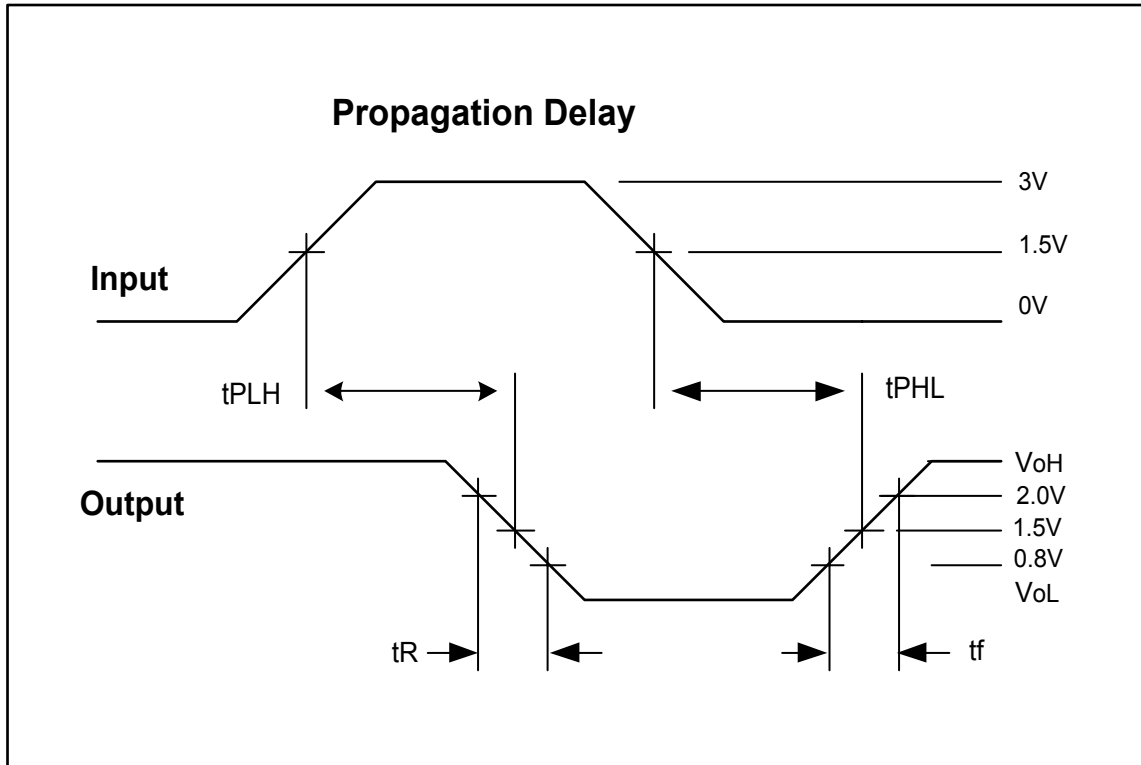 Propagation Delay
3V
1.5V
Input
0V
tPLH
tPHL
VoH
Output
2.0V
1.5V
0.8V
VoL
tR
tf